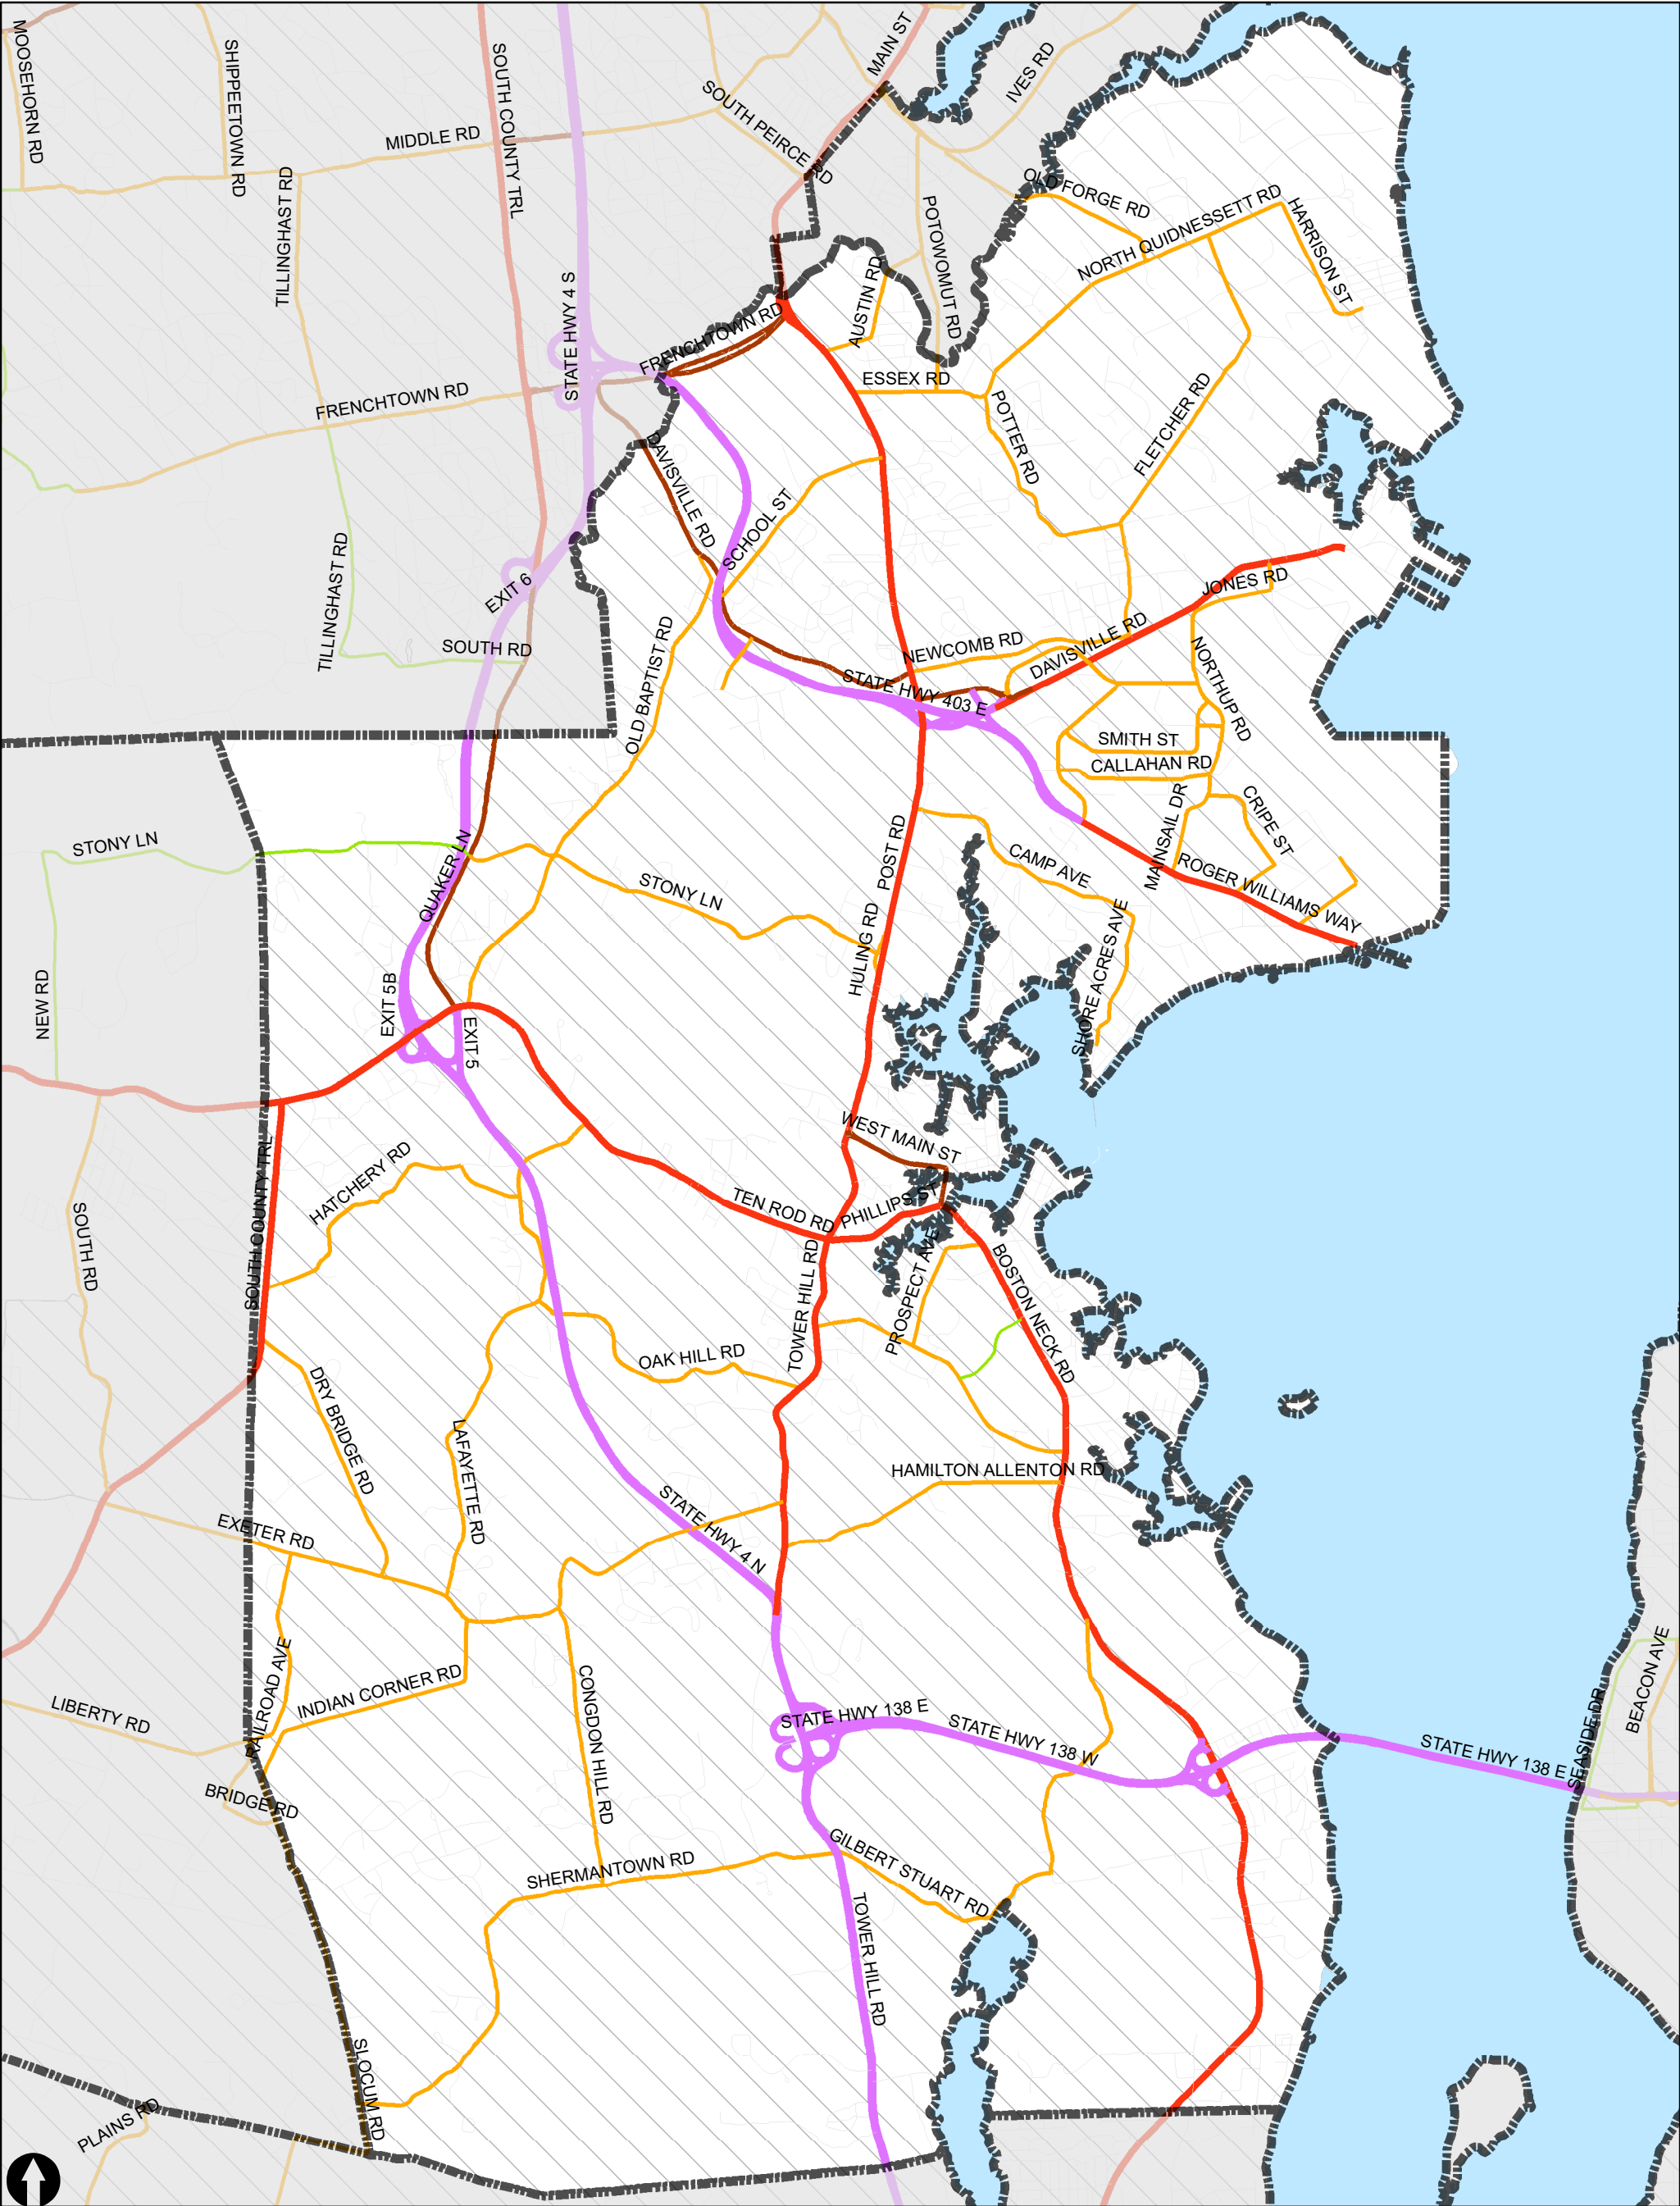 MOOSEHORN RD
SHIPPEETOWN RD
SOUTH COUNTY TRL
MAIN ST
IVES RD
MIDDLE RD
SOUTH PEIRCE RD
TILLINGHAST RD
OLD FORGE RD
NORTH QUIDNESSETT RD
HARRISON ST
POTOWOMUT RD
AUSTIN RD
STATE HWY 4 S
FRENCHTOWN RD
FRENCHTOWN RD
ESSEX RD
POTTER RD
FLETCHER RD
DAVISVILLE RD
SCHOOL ST
EXIT 6
TILLINGHAST RD
SOUTH RD
JONES RD
NEWCOMB RD
DAVISVILLE RD
OLD BAPTIST RD
STATE HWY 403 E
NORTHUP RD
SMITH ST
CALLAHAN RD
MAINSAIL DR
CRIPE ST
STONY LN
QUAKER LN
STONY LN
POST RD
CAMP AVE
ROGER WILLIAMS WAY
HULING RD
SHORE ACRES AVE
NEW RD
EXIT 5B
EXIT 5
WEST MAIN ST
HATCHERY RD
SOUTH COUNTY TRL
TEN ROD RD
PHILLIPS ST
SOUTH RD
TOWER HILL RD
PROSPECT AVE
BOSTON NECK RD
OAK HILL RD
DRY BRIDGE RD
LAFAYETTE RD
HAMILTON ALLENTON RD
EXETER RD
STATE HWY 4 N
RAILROAD AVE
INDIAN CORNER RD
CONGDON HILL RD
LIBERTY RD
STATE HWY 138 E
STATE HWY 138 W
STATE HWY 138 E
SEASIDE DR
BEACON AVE
BRIDGE RD
SHERMANTOWN RD
GILBERT STUART RD
TOWER HILL RD
SLOCUM RD
PLAINS RD